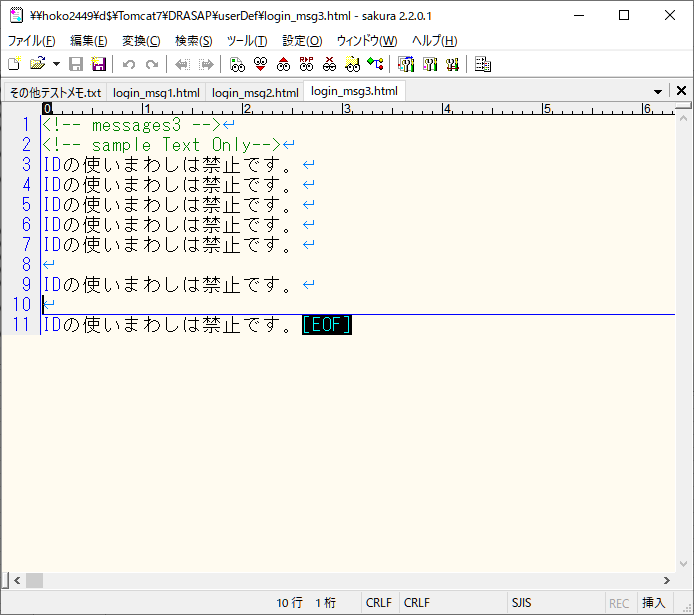 ¥¥hoko2449¥d$¥Tomcat7¥DRASAP¥userDef¥login_msg3.html - sakura 2.2.0.1
ファイル(F) 編集(E) 変換(C) 検索(S) ツール(T) 設定(O) ウィンドウ(W) ヘルプ(H)
その他テストメモ.txt login_msg1.html login_msg2.html login_msg3.html
0 1 2 3 4 5 6
1 <!-- messages3 -->↵
2 <!-- sample Text Only-->↵
3 IDの使いまわしは禁止です。↵
4 IDの使いまわしは禁止です。↵
5 IDの使いまわしは禁止です。↵
6 IDの使いまわしは禁止です。↵
7 IDの使いまわしは禁止です。↵
8 ↵
9 IDの使いまわしは禁止です。↵
10 ↵
11 IDの使いまわしは禁止です。[EOF]
10 行 1 桁 CRLF CRLF SJIS REC 挿入